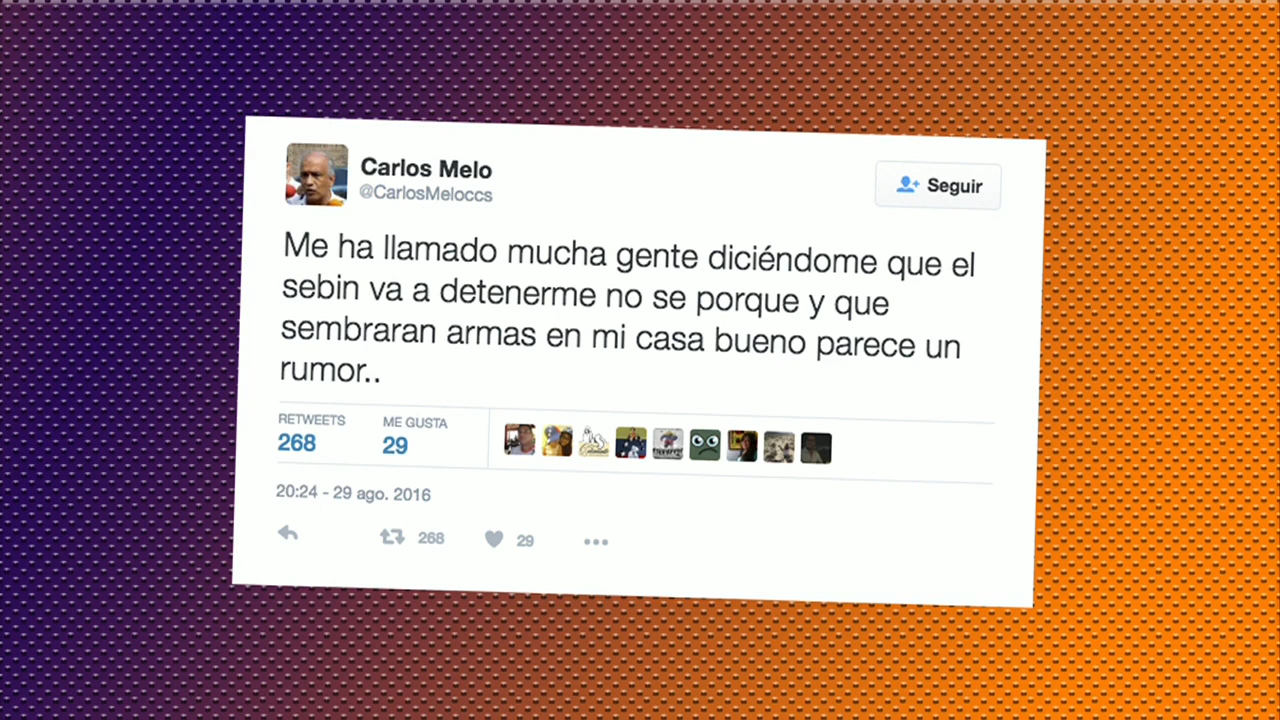 Carlos Melo
@CarlosMeloccs
Seguir
Me ha llamado mucha gente diciéndome que el
sebin va a detenerme no se porque y que
sembraran armas en mi casa bueno parece un
rumor..
RETWEETS
268
ME GUSTA
29
20:24 - 29 ago. 2016
268
29